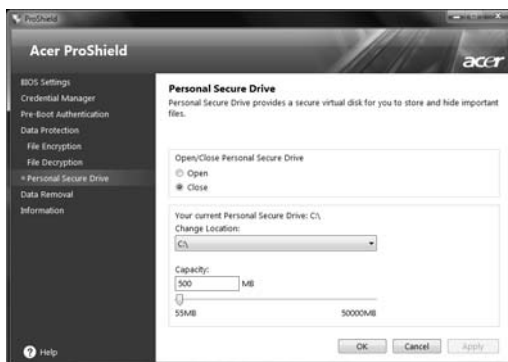 ProShield
Acer ProShield
acer
BIOS Settings
Credential Manager
Pre-Boot Authentication
Data Protection
File Encryption
File Decryption
Personal Secure Drive
Data Removal
Information
Help
Personal Secure Drive
Personal Secure Drive provides a secure virtual disk for you to store and hide important
files.
Open/Close Personal Secure Drive
Open
Close
Your current Personal Secure Drive: C:\
Change Location:
C:\
Capacity:
500 MB
55MB 50000MB
OK Cancel Apply